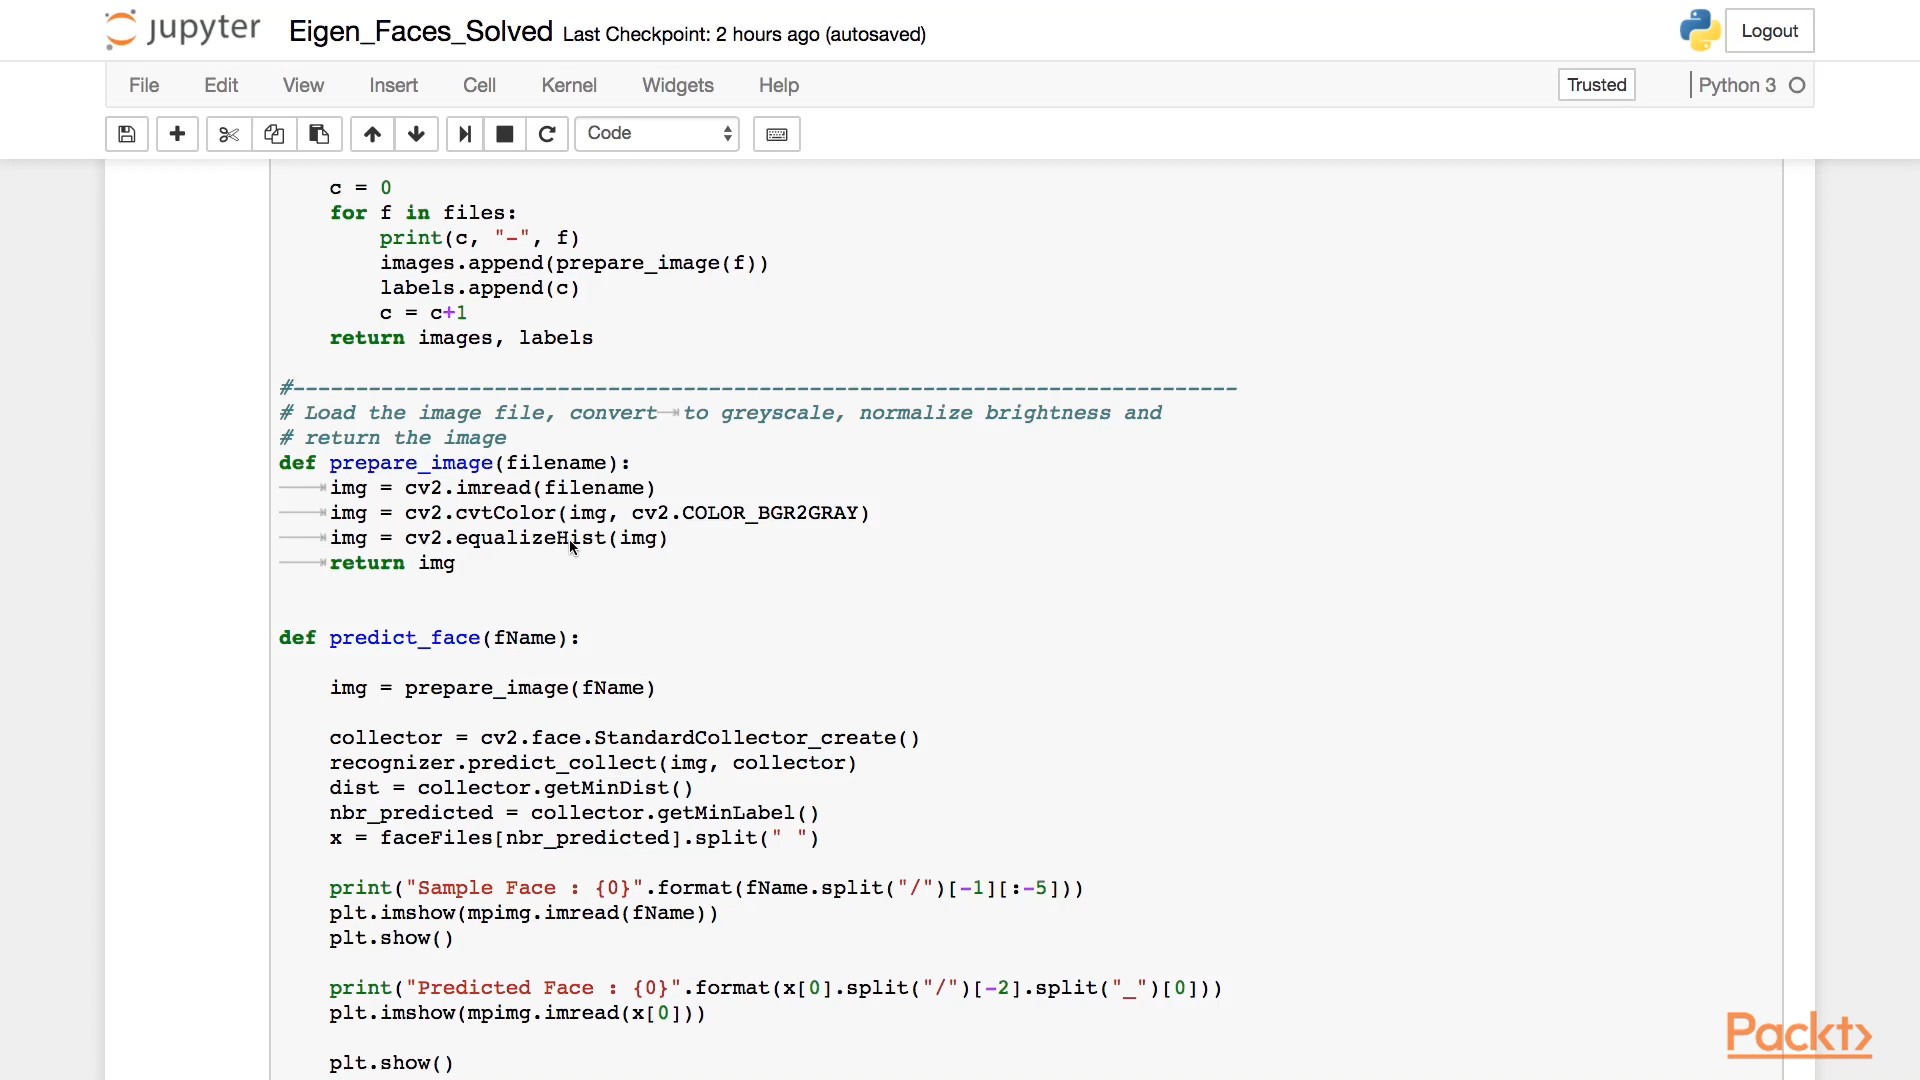 jupyter Eigen_Faces_Solved Last Checkpoint: 2 hours ago (autosaved) Logout
File Edit View Insert Cell Kernel Widgets Help Trusted Python 3
Code
c = 0
for f in files:
print(c, "-", f)
images.append(prepare_image(f))
labels.append(c)
c = c+1
return images, labels
#---------------------------------------------------------------------------
# Load the image file, convert to greyscale, normalize brightness and
# return the image
def prepare_image(filename):
img = cv2.imread(filename)
img = cv2.cvtColor(img, cv2.COLOR_BGR2GRAY)
img = cv2.equalizeHist(img)
return img
def predict_face(fName):
img = prepare_image(fName)
collector = cv2.face.StandardCollector_create()
recognizer.predict_collect(img, collector)
dist = collector.getMinDist()
nbr_predicted = collector.getMinLabel()
x = faceFiles[nbr_predicted].split(" ")
print("Sample Face : {0}".format(fName.split("/")[-1][:-5]))
plt.imshow(mpimg.imread(fName))
plt.show()
print("Predicted Face : {0}".format(x[0].split("/")[-2].split("_")[0]))
plt.imshow(mpimg.imread(x[0]))
plt.show()
Packt>